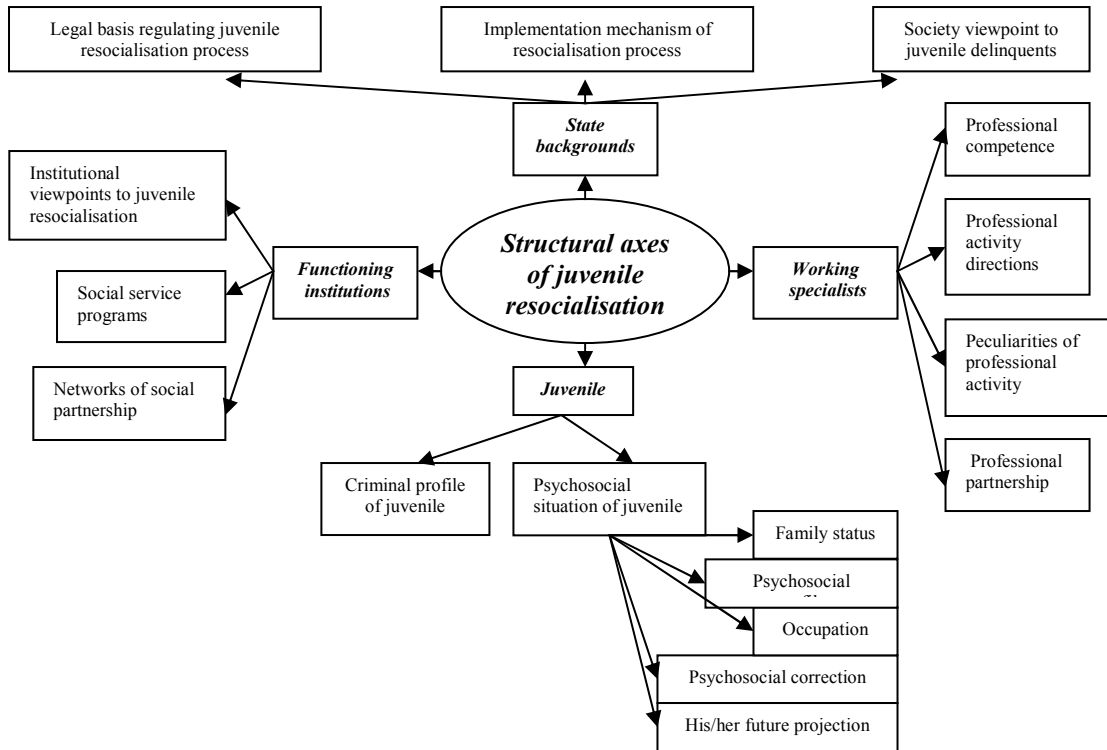 Legal basis regulating juvenile
resocialisation process
Implementation mechanism of
resocialisation process
Society viewpoint to
juvenile delinquents
State
backgrounds
Professional
competence
Institutional
viewpoints to juvenile
resocialisation
Professional
activity
directions
Structural axes
of juvenile
resocialisation
Functioning
institutions
Working
specialists
Social service
programs
Peculiarities of
professional
activity
Networks of social
partnership
Juvenile
Professional
partnership
Criminal profile
of juvenile
Psychosocial
situation of juvenile
Family status
Psychosocial
Occupation
Psychosocial correction
His/her future projection